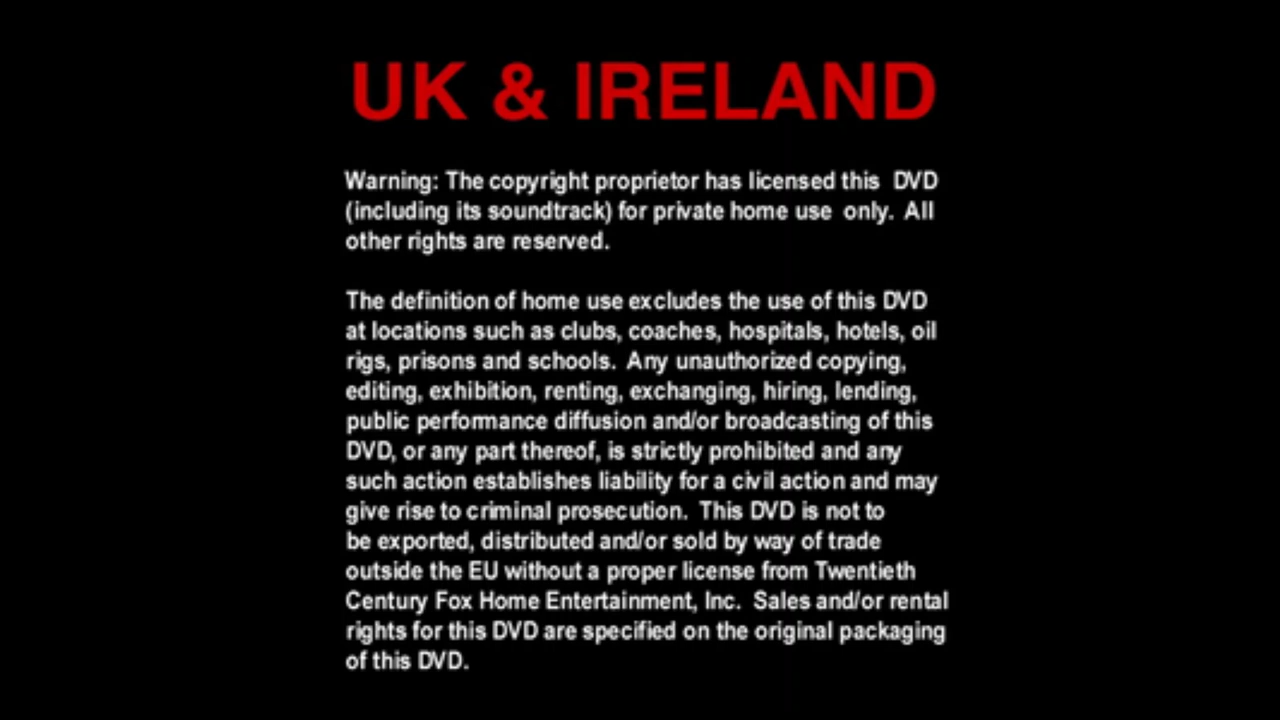 UK & IRELAND
Warning: The copyright proprietor has licensed this DVD
(including its soundtrack) for private home use only. All
other rights are reserved.
The definition of home use excludes the use of this DVD
at locations such as clubs, coaches, hospitals, hotels, oil
rigs, prisons and schools. Any unauthorized copying,
editing, exhibition, renting, exchanging, hiring, lending,
public performance diffusion and/or broadcasting of this
DVD, or any part thereof, is strictly prohibited and any
such action establishes liability for a civil action and may
give rise to criminal prosecution. This DVD is not to
be exported, distributed and/or sold by way of trade
outside the EU without a proper license from Twentieth
Century Fox Home Entertainment, Inc. Sales and/or rental
rights for this DVD are specified on the original packaging
of this DVD.